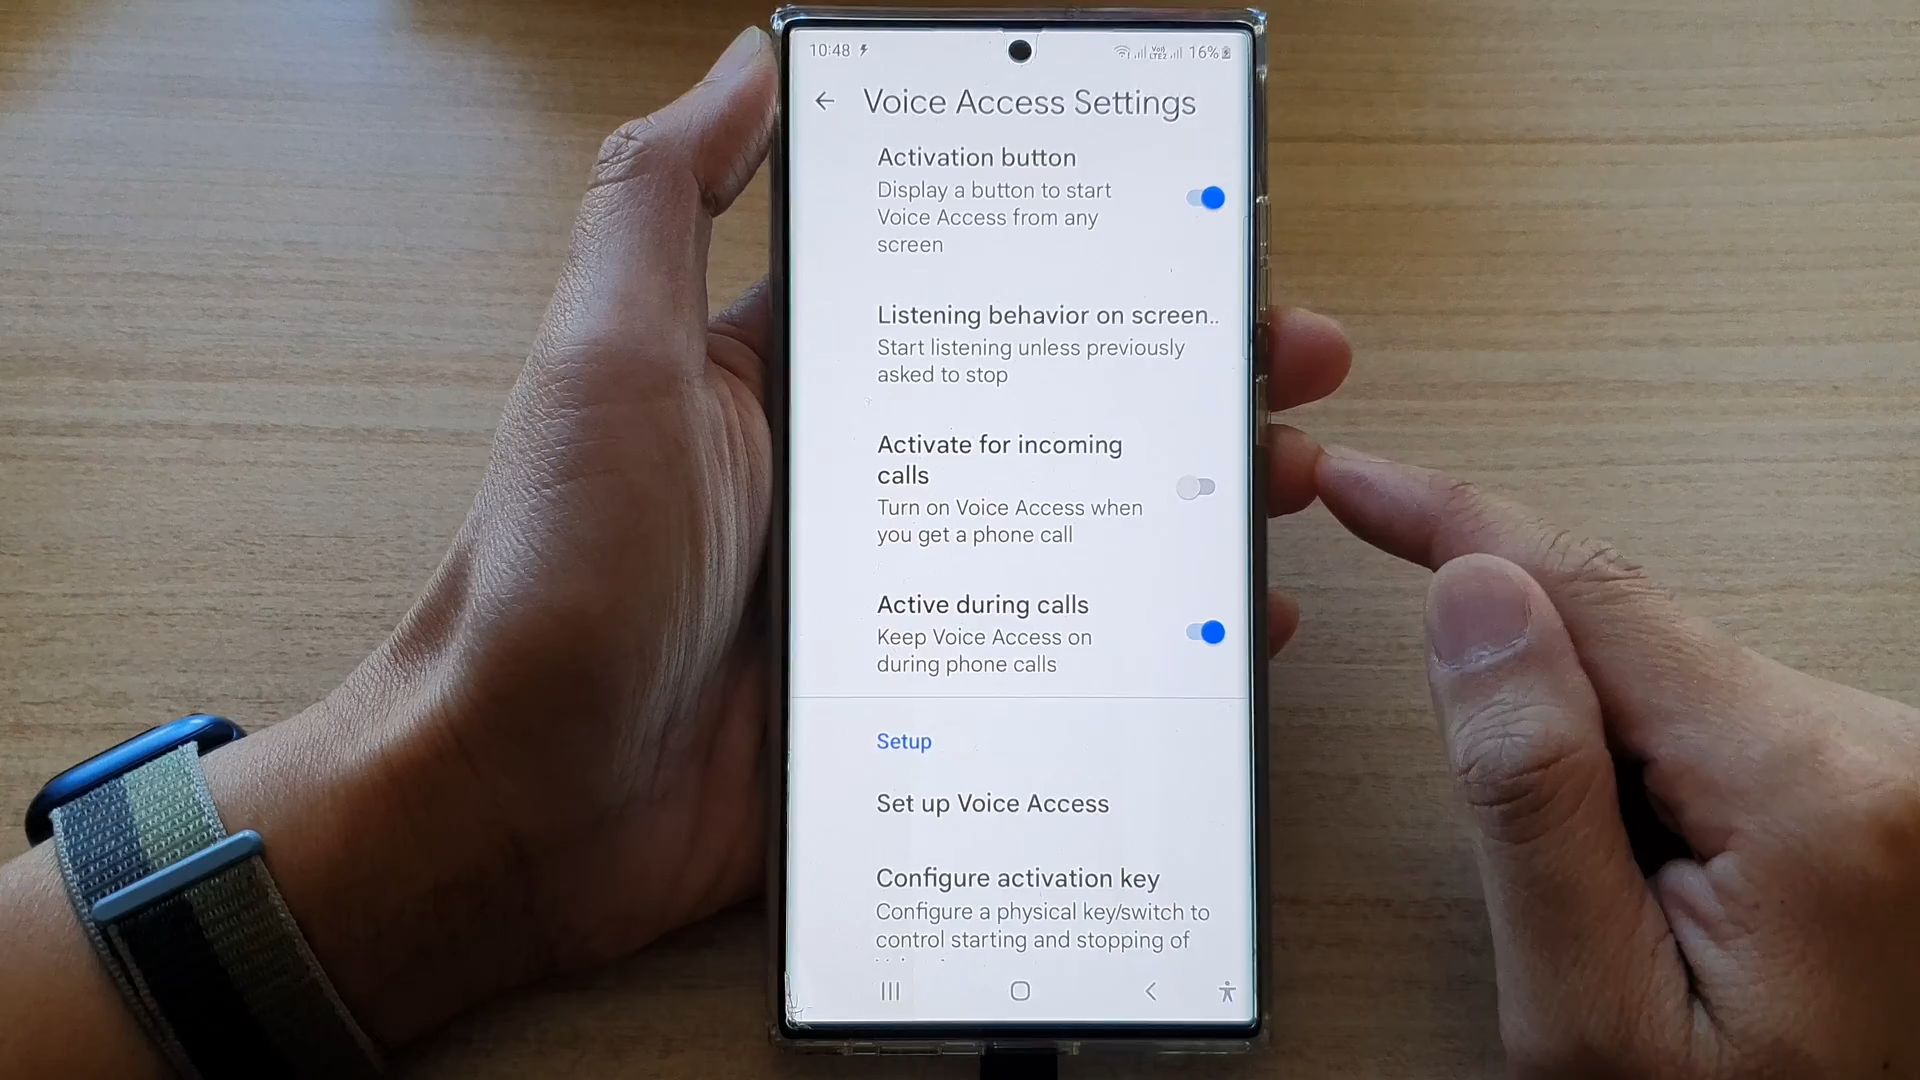 10:48 16%
Voice Access Settings
Activation button
Display a button to start
Voice Access from any
screen
Listening behavior on screen..
Start listening unless previously
asked to stop
Activate for incoming
calls
Turn on Voice Access when
you get a phone call
Active during calls
Keep Voice Access on
during phone calls
Setup
Set up Voice Access
Configure activation key
Configure a physical key/switch to
control starting and stopping of